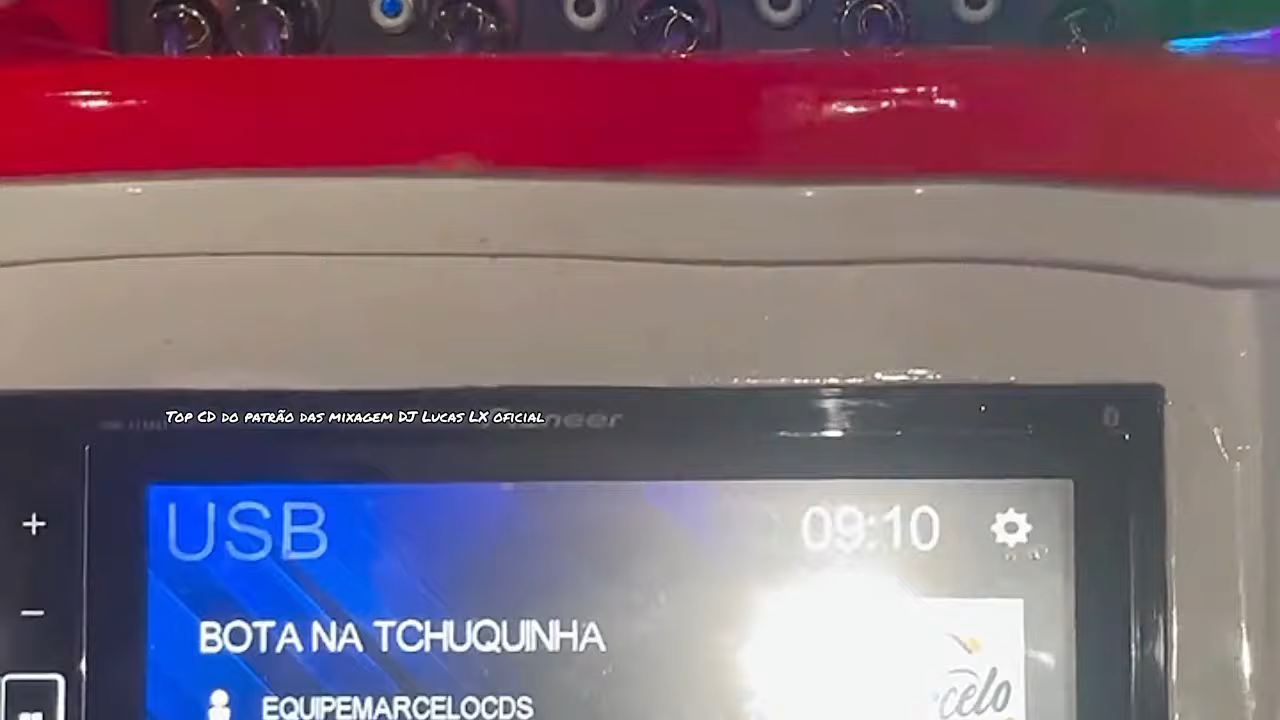 Top CD do patrão das mixagem DJ Lucas LX oficial
USB
09:10
BOTA NA TCHUQUINHA
EQUIPEMARCELOCDS